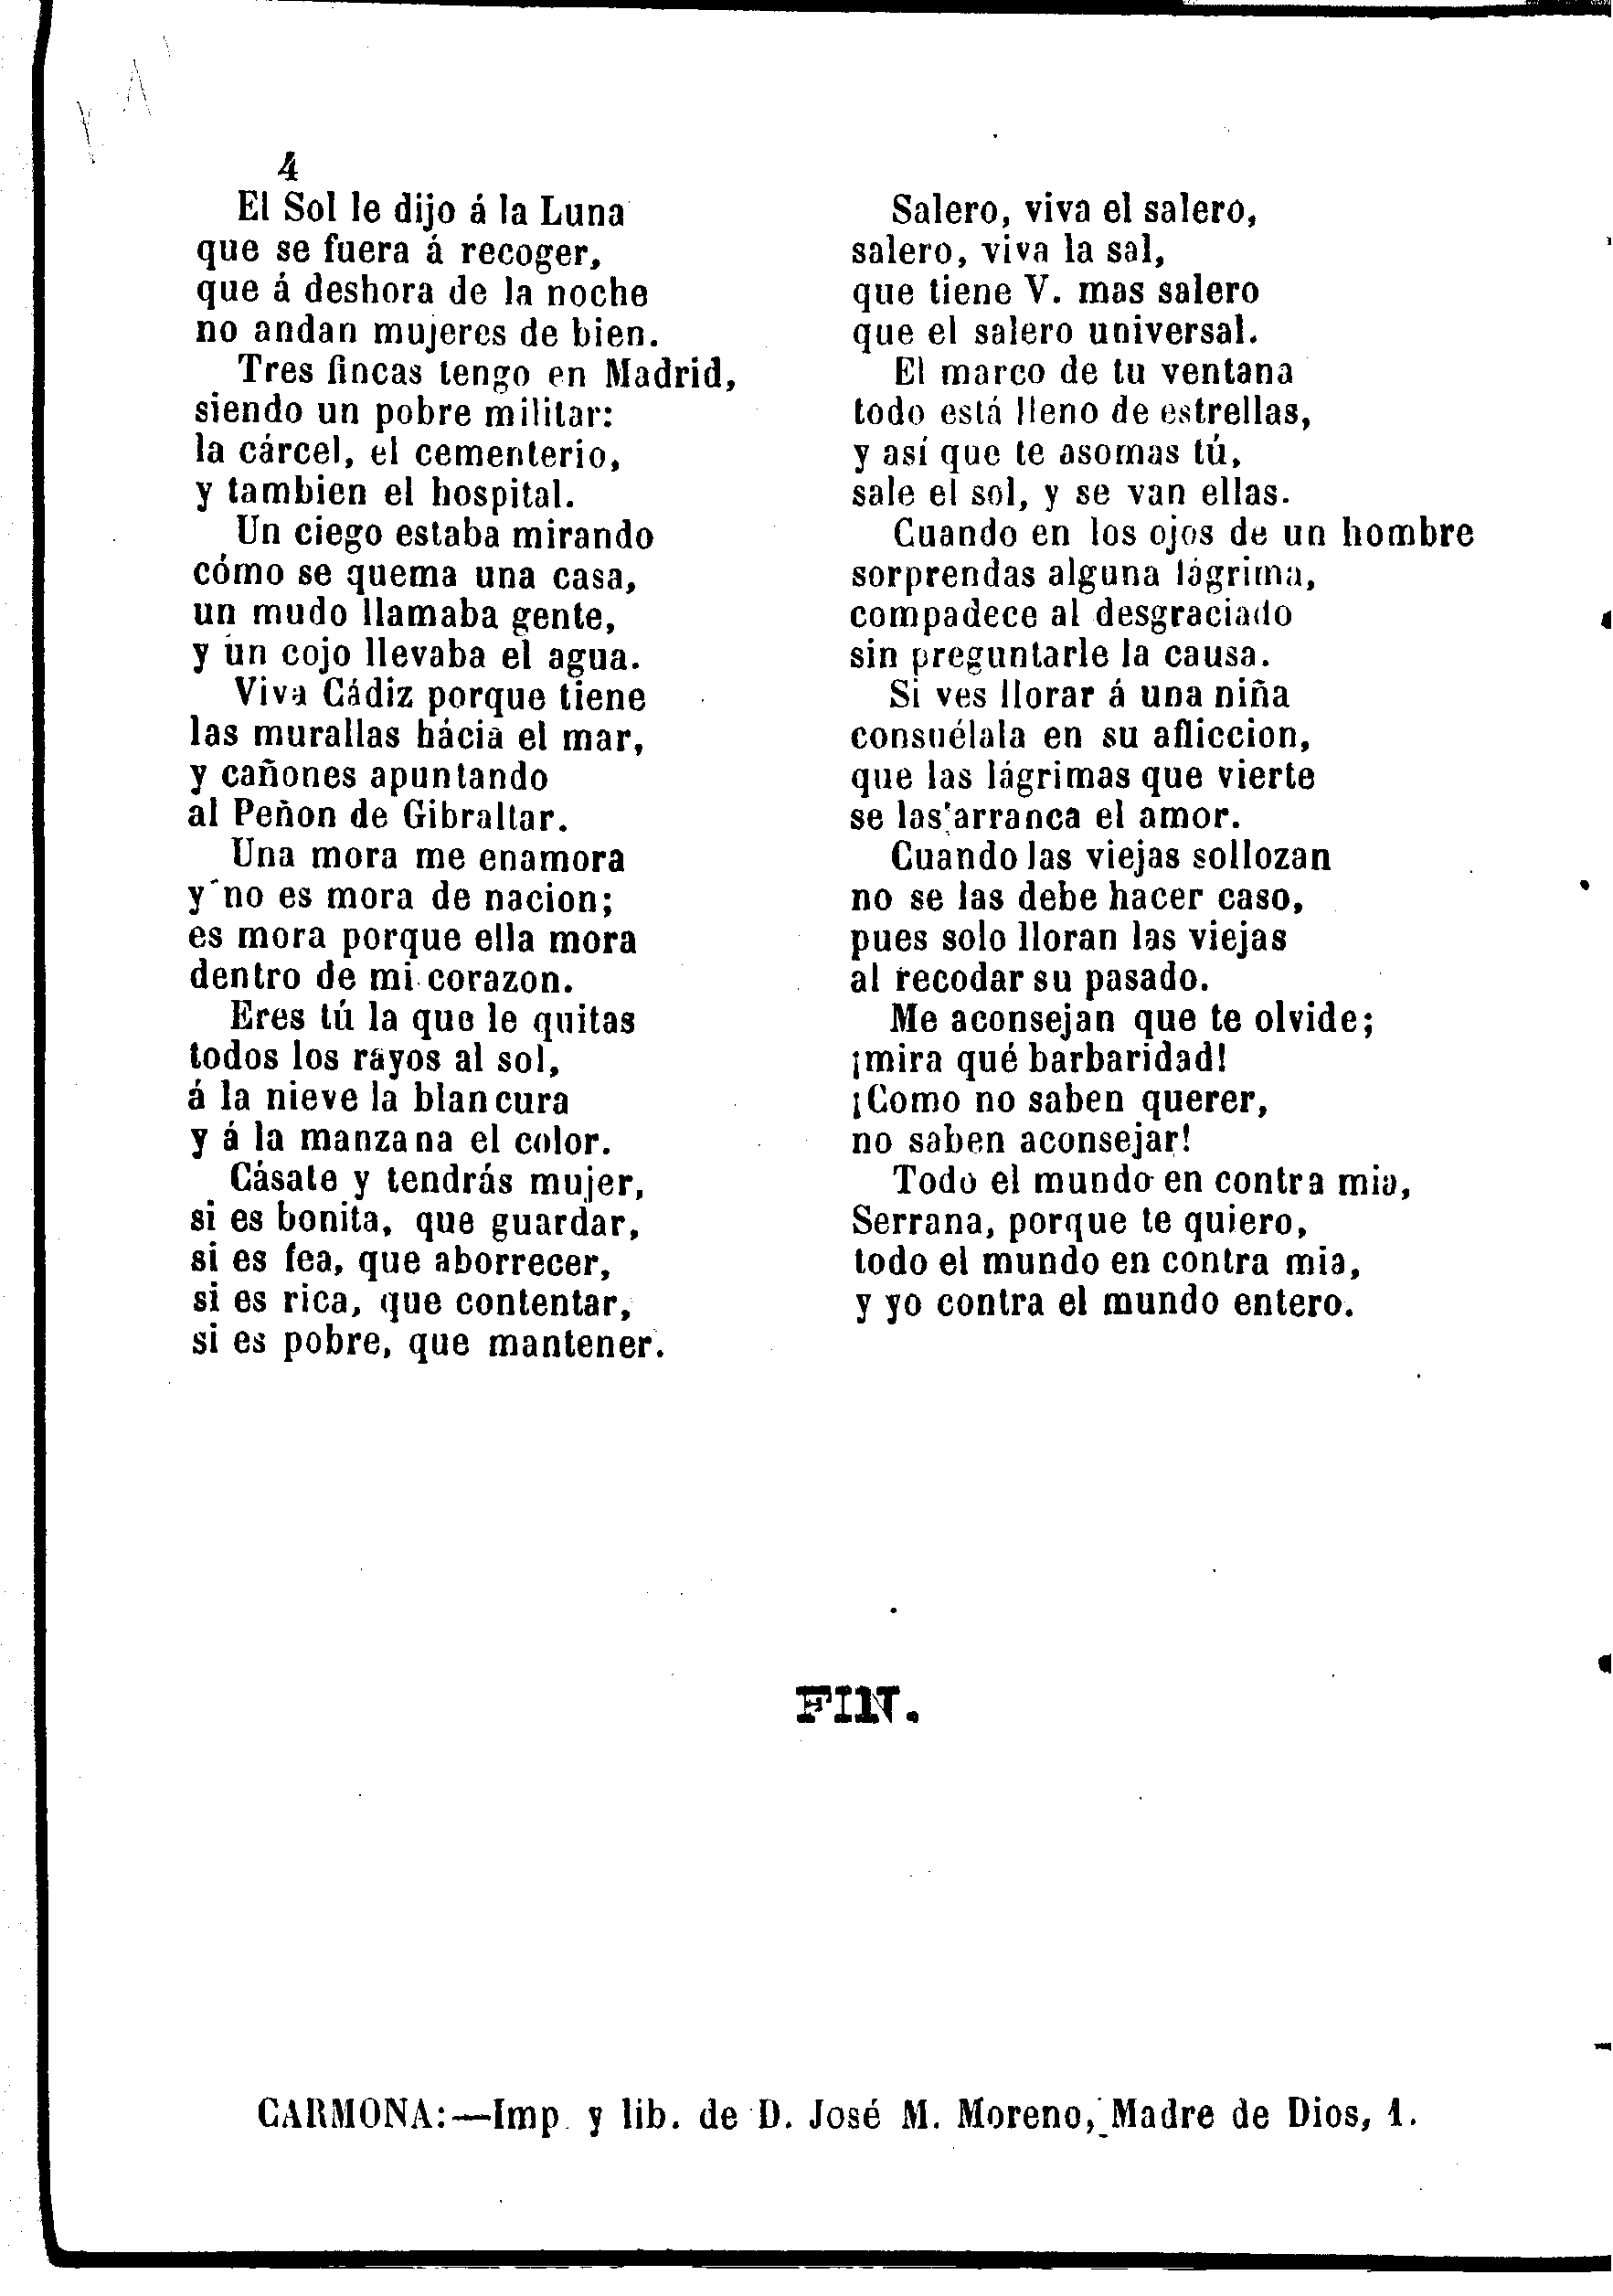 4
El Sol le dijo á la Luna
que se fuera á recoger,
que á deshora de la noche
no andan mujeres de bien.
Tres fincas tengo en Madrid,
siendo un pobre militar:
la cárcel, el cementerio,
y tambien el hospital.
Un ciego estaba mirando
cómo se quema una casa,
un mudo llamaba gente,
y un cojo llevaba el agua.
Viva Cádiz porque tiene
las murallas hácia el mar,
y cañones apuntando
al Peñon de Gibraltar.
Una mora me enamora
y no es mora de nacion;
es mora porque ella mora
dentro de mi corazon.
Eres tú la que le quitas
todos los rayos al sol,
á la nieve la blancura
y á la manzana el color.
Cásate y tendrás mujer,
si es bonita, que guardar,
si es fea, que aborrecer,
si es rica, que contentar,
si es pobre, que mantener.
Salero, viva el salero,
salero, viva la sal,
que tiene V. mas salero
que el salero universal.
El marco de tu ventana
todo está lleno de estrellas,
y así que te asomas tú,
sale el sol, y se van ellas.
Cuando en los ojos de un hombre
sorprendas alguna lágrima,
compadece al desgraciado
sin preguntarle la causa.
Si ves llorar á una niña
consuélala en su afliccion,
que las lágrimas que vierte
se las arranca el amor.
Cuando las viejas sollozan
no se las debe hacer caso,
pues solo lloran las viejas
al recodar su pasado.
Me aconsejan que te olvide;
¡mira qué barbaridad!
¡Como no saben querer,
no saben aconsejar!
Todo el mundo en contra mia,
Serrana, porque te quiero,
todo el mundo en contra mia,
y yo contra el mundo entero.
FIN.
CARMONA:—Imp. y lib. de D. José M. Moreno, Madre de Dios, 1.